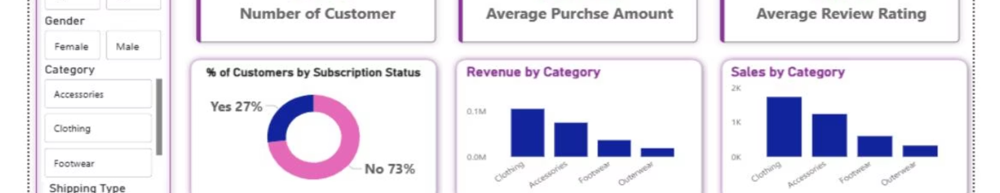 Gender
Female
Male
Category
Accessories
Clothing
Footwear
Shipping Type
Number of Customer
Average Purchse Amount
Average Review Rating
% of Customers by Subscription Status
Yes 27%
No 73%
Revenue by Category
0.1M
0.0M
Clothing
Accessories
Footwear
Outerwear
Sales by Category
2K
1K
0K
Clothing
Accessories
Footwear
Outerwear